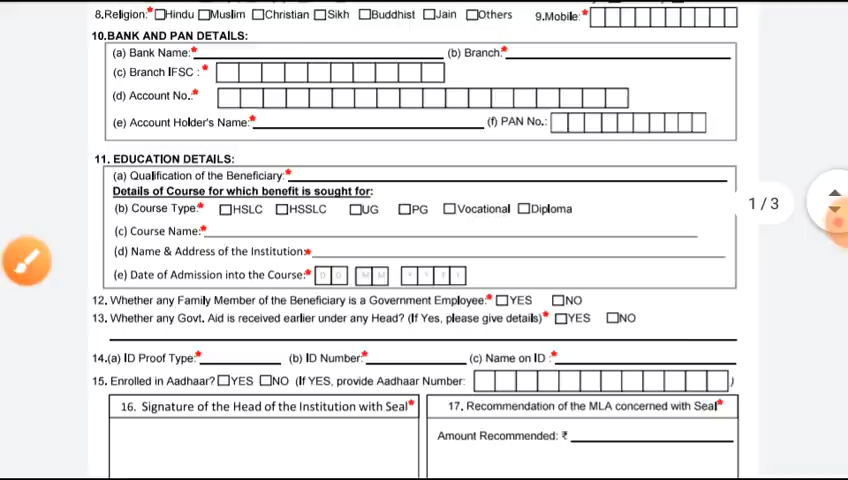 8.Religion:* Hindu Muslim Christian Sikh Buddhist Jain Others 9.Mobile:*
10.BANK AND PAN DETAILS:
(a) Bank Name:* (b) Branch:*
(c) Branch IFSC :*
(d) Account No.:*
(e) Account Holder's Name:* (f) PAN No.:
11. EDUCATION DETAILS:
(a) Qualification of the Beneficiary:*
Details of Course for which benefit is sought for:
(b) Course Type:* HSLC HSSLC UG PG Vocational Diploma
(c) Course Name:*
(d) Name & Address of the Institution:*
(e) Date of Admission into the Course:* D D M M Y Y Y Y
1 / 3
12. Whether any Family Member of the Beneficiary is a Government Employee:* YES NO
13. Whether any Govt. Aid is received earlier under any Head? (If Yes, please give details)* YES NO
14.(a) ID Proof Type:* (b) ID Number:* (c) Name on ID :*
15. Enrolled in Aadhaar? YES NO (If YES, provide Aadhaar Number: )
16. Signature of the Head of the Institution with Seal*
17. Recommendation of the MLA concerned with Seal*
Amount Recommended: ₹